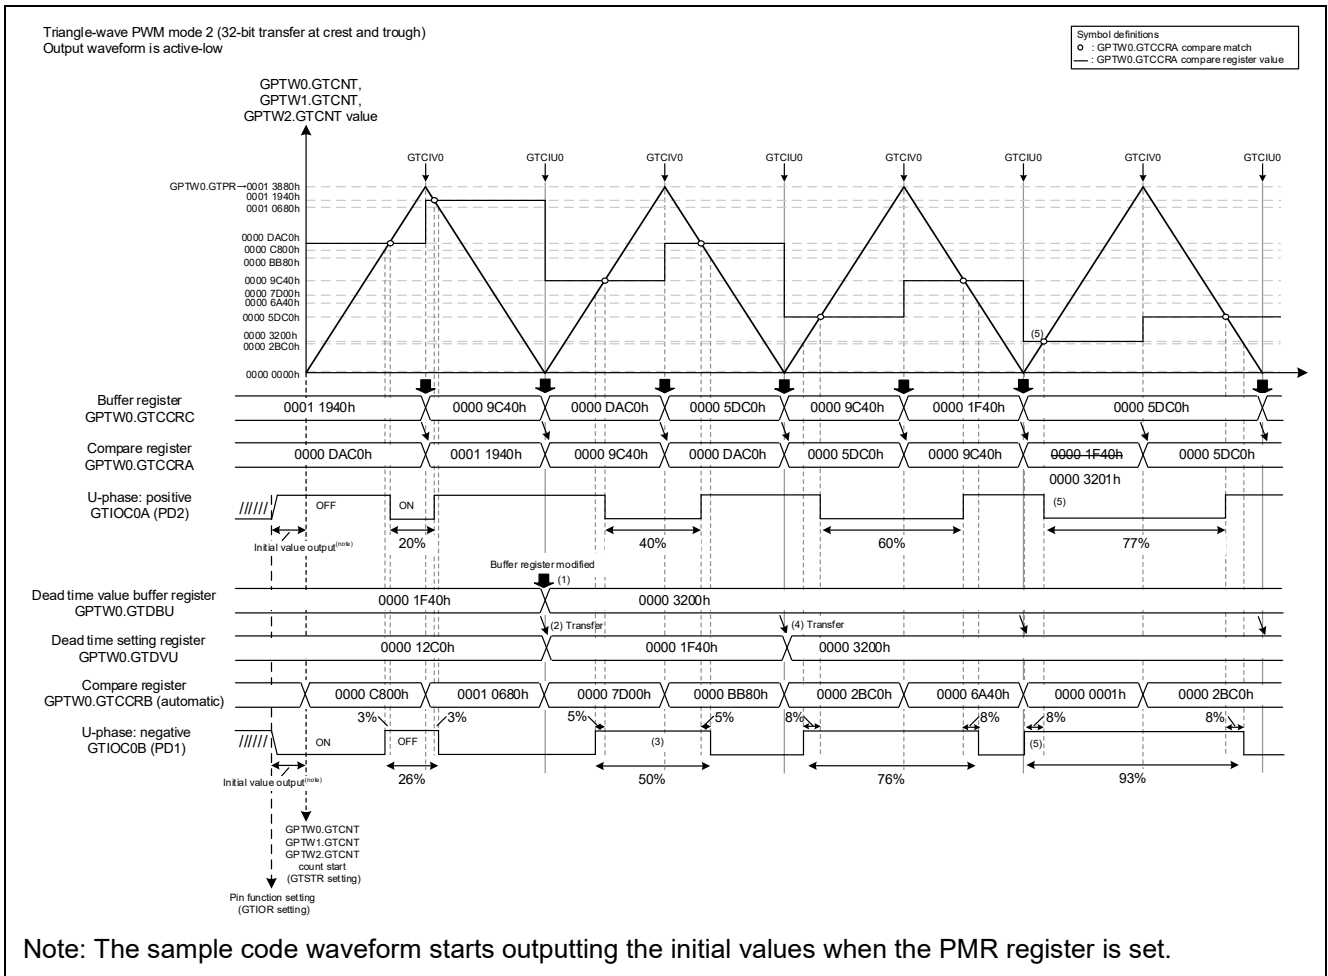 Triangle-wave PWM mode 2 (32-bit transfer at crest and trough)
Output waveform is active-low
Symbol definitions
o : GPTW0.GTCCRA compare match
— : GPTW0.GTCCRA compare register value
GPTW0.GTCNT,
GPTW1.GTCNT,
GPTW2.GTCNT value
GTCIV0 GTCIU0 GTCIV0 GTCIU0 GTCIV0 GTCIU0 GTCIV0 GTCIU0
GPTW0.GTPR→0001 3880h
0001 1940h
0001 0680h
0000 DAC0h
0000 C800h
0000 BB80h
0000 9C40h
0000 7D00h
0000 6A40h
0000 5DC0h
0000 3200h
0000 2BC0h
(5)
0000 0000h
Buffer register
GPTW0.GTCCRC
0001 1940h 0000 9C40h 0000 DAC0h 0000 5DC0h 0000 9C40h 0000 1F40h 0000 5DC0h
Compare register
GPTW0.GTCCRA
0000 DAC0h 0001 1940h 0000 9C40h 0000 DAC0h 0000 5DC0h 0000 9C40h 0000 1F40h 0000 5DC0h
0000 3201h
U-phase: positive
GTIOC0A (PD2)
////// OFF ON (5)
Initial value output(note) 20% 40% 60% 77%
Buffer register modified
(1)
Dead time value buffer register
GPTW0.GTDBU
0000 1F40h 0000 3200h
(2) Transfer (4) Transfer
Dead time setting register
GPTW0.GTDVU
0000 12C0h 0000 1F40h 0000 3200h
Compare register
GPTW0.GTCCRB (automatic)
0000 C800h 0001 0680h 0000 7D00h 0000 BB80h 0000 2BC0h 0000 6A40h 0000 0001h 0000 2BC0h
3% 3% 5% 5% 8% 8% 8% 8%
U-phase: negative
GTIOC0B (PD1)
////// ON OFF (3) (5)
Initial value output(note) 26% 50% 76% 93%
GPTW0.GTCNT
GPTW1.GTCNT
GPTW2.GTCNT
count start
(GTSTR setting)
Pin function setting
(GTIOR setting)
Note: The sample code waveform starts outputting the initial values when the PMR register is set.